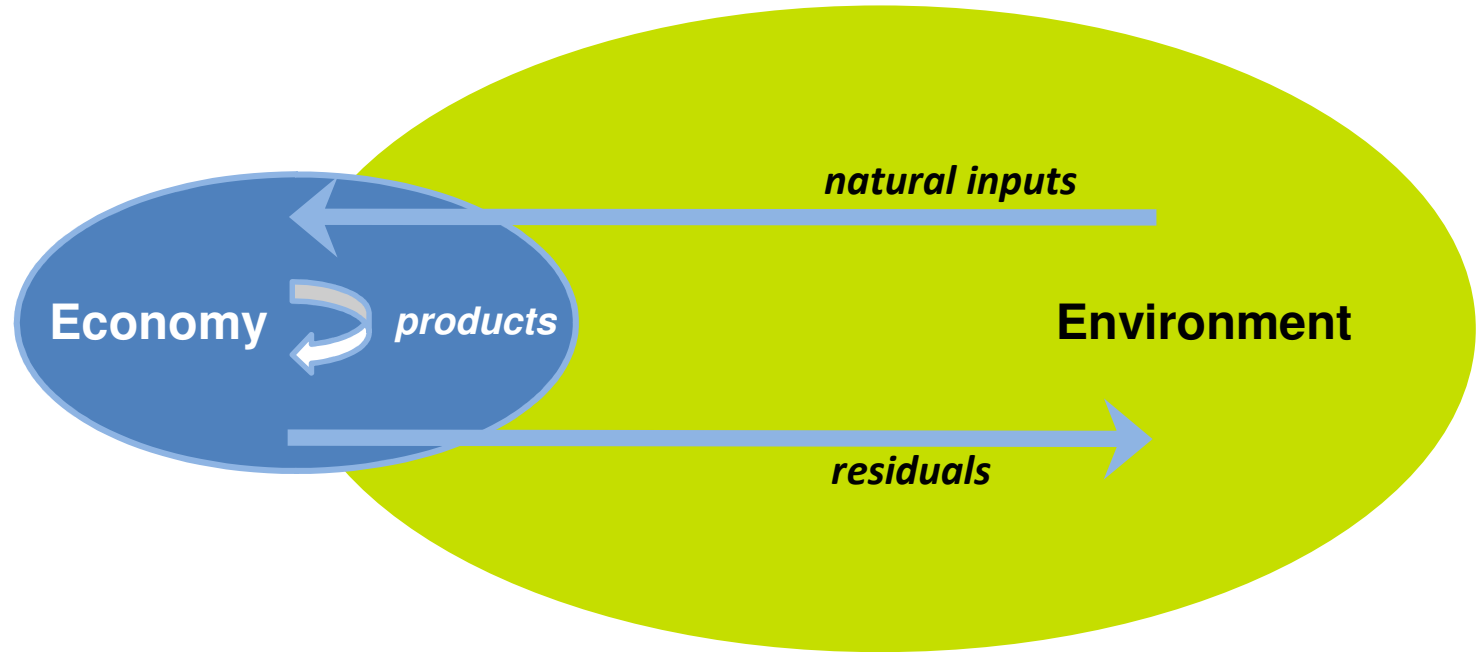 natural inputs
Economy
products
Environment
residuals